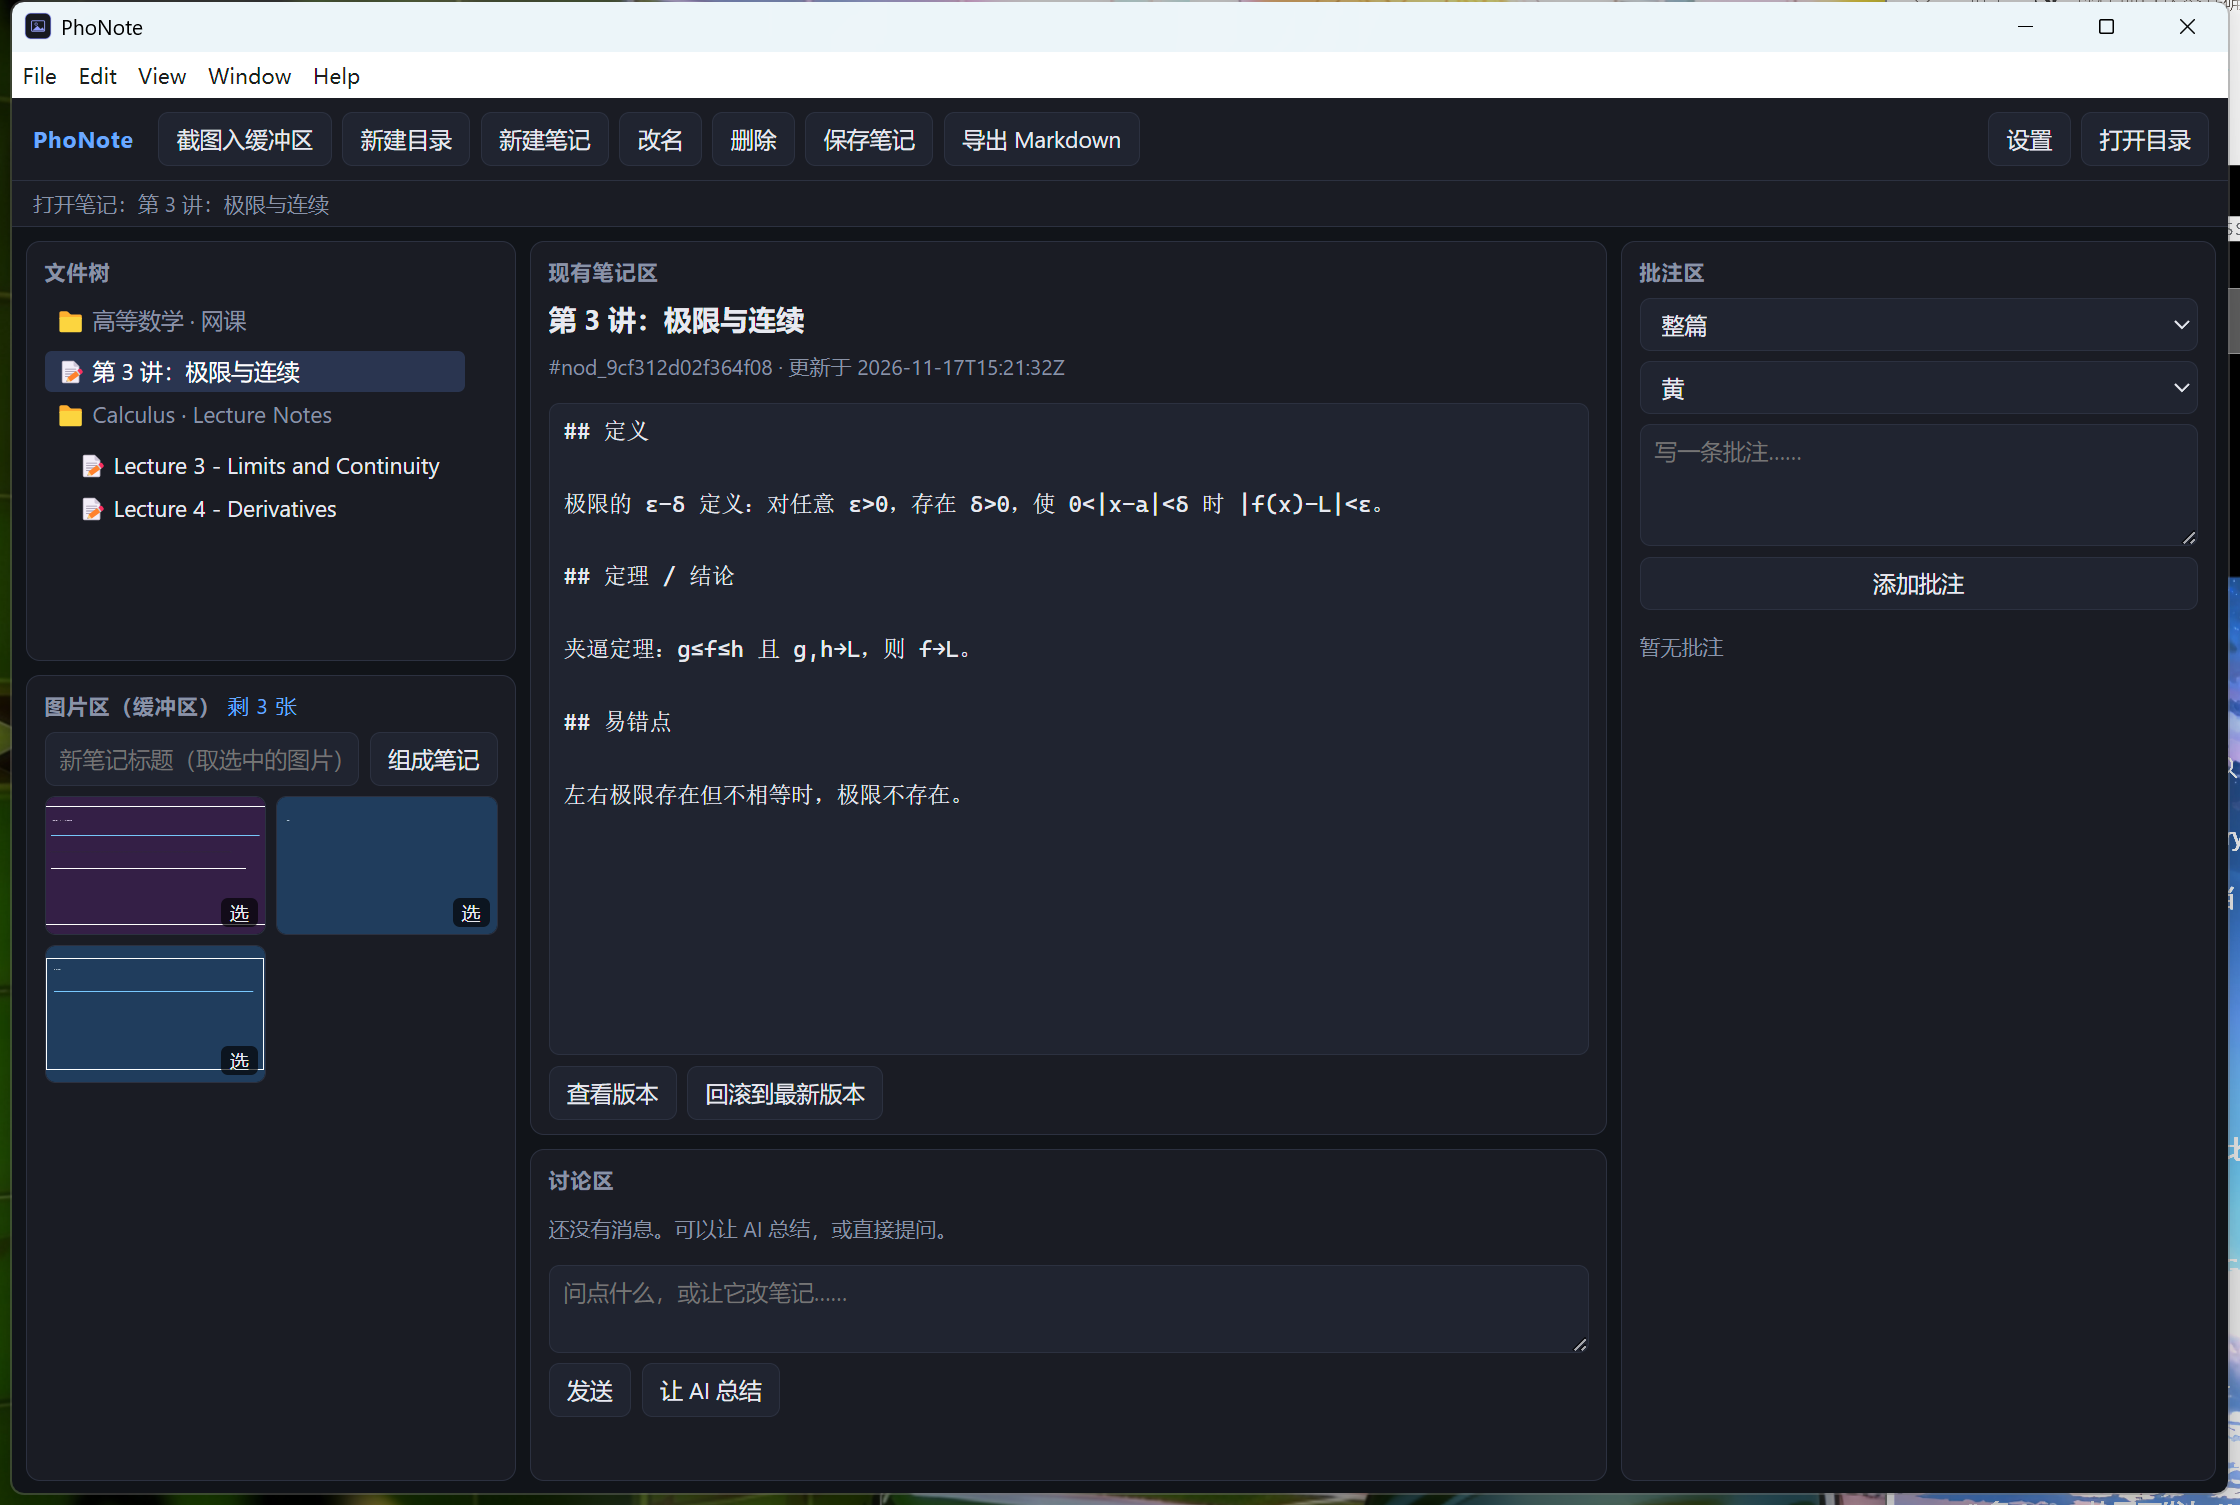 PhoNote
File Edit View Window Help
PhoNote 截图入缓冲区 新建目录 新建笔记 改名 删除 保存笔记 导出 Markdown 设置 打开目录
打开笔记：第 3 讲：极限与连续
文件树
高等数学 · 网课
第 3 讲：极限与连续
Calculus · Lecture Notes
Lecture 3 - Limits and Continuity
Lecture 4 - Derivatives
图片区（缓冲区） 剩 3 张
新笔记标题（取选中的图片） 组成笔记
选 选
选
现有笔记区
第 3 讲：极限与连续
#nod_9cf312d02f364f08 · 更新于 2026-11-17T15:21:32Z
## 定义
极限的 ε-δ 定义：对任意 ε>0，存在 δ>0，使 0<|x-a|<δ 时 |f(x)-L|<ε。
## 定理 / 结论
夹逼定理：g≤f≤h 且 g,h→L，则 f→L。
## 易错点
左右极限存在但不相等时，极限不存在。
查看版本 回滚到最新版本
讨论区
还没有消息。可以让 AI 总结，或直接提问。
问点什么，或让它改笔记……
发送 让 AI 总结
批注区
整篇
黄
写一条批注……
添加批注
暂无批注